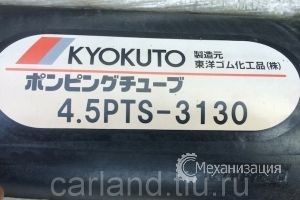 KYOKUTO
製造元
東洋ゴム化工品(株)
ポンピングチューブ
4.5PTS-3130
Механизация
carland.tiu.ru